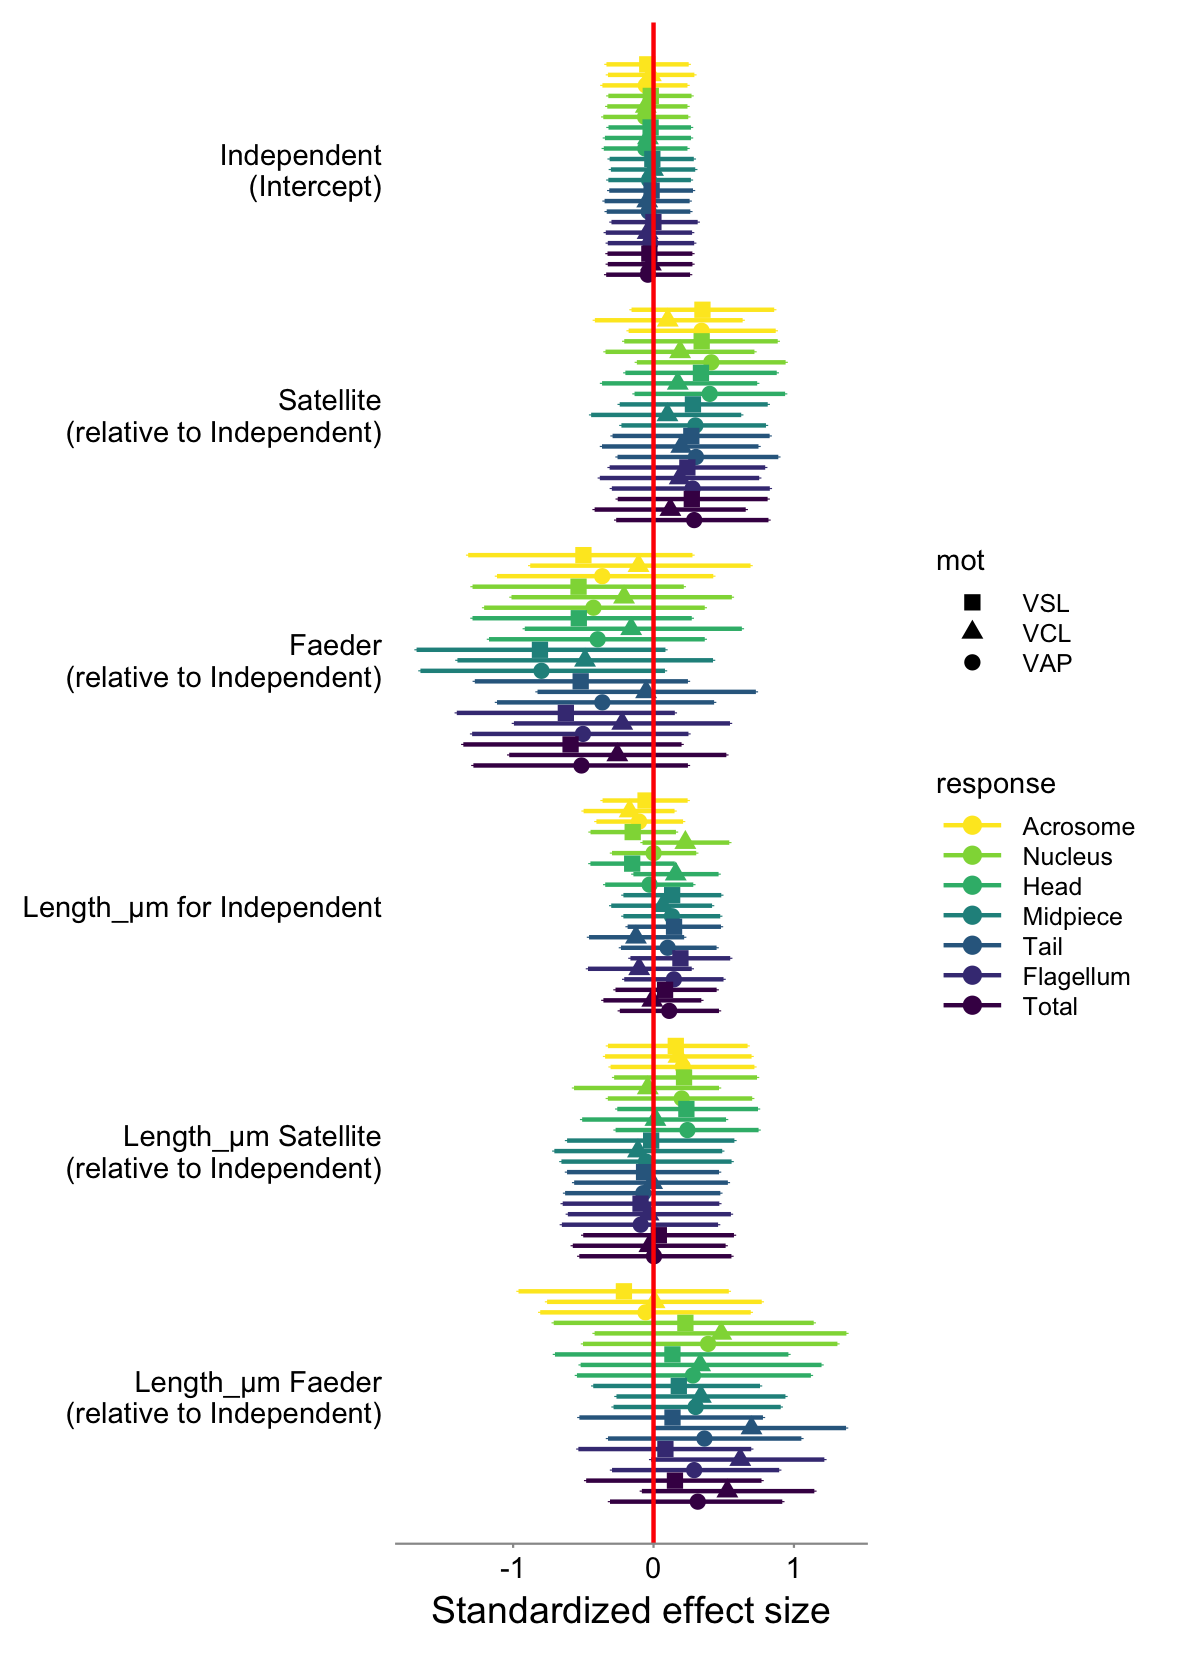 Independent
(Intercept)
Satellite
(relative to Independent)
Faeder
(relative to Independent)
Length_μm for Independent
Length_μm Satellite
(relative to Independent)
Length_μm Faeder
(relative to Independent)
-1
0
1
Standardized effect size
mot
VSL
VCL
VAP
response
Acrosome
Nucleus
Head
Midpiece
Tail
Flagellum
Total